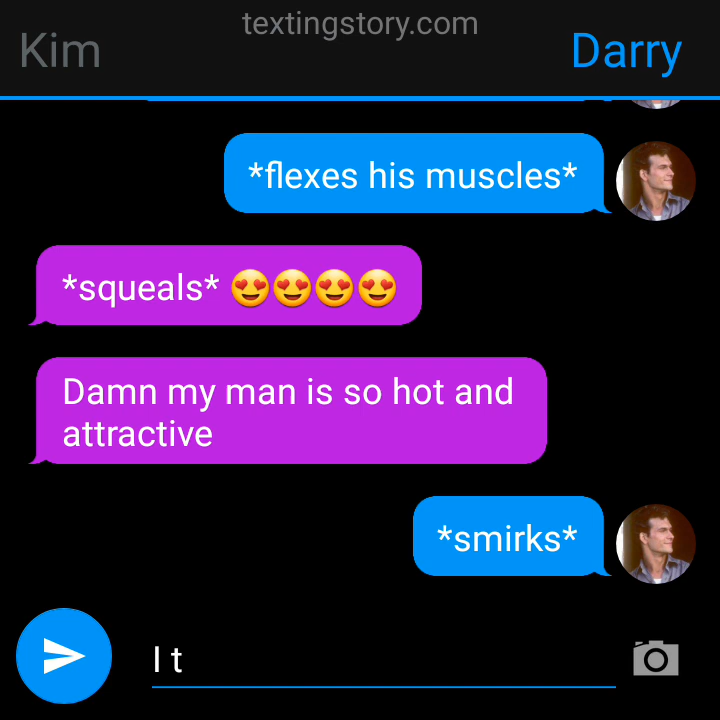 textingstory.com
Kim
Darry
*flexes his muscles*
*squeals* 😍😍😍😍
Damn my man is so hot and
attractive
*smirks*
I t